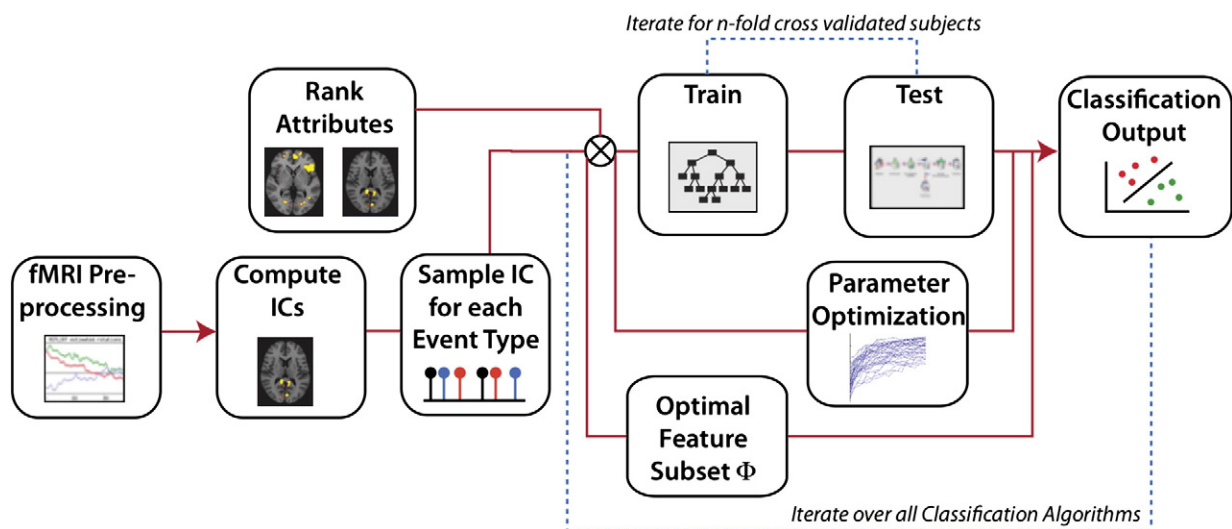 Iterate for n-fold cross validated subjects
Rank
Attributes
Train
Test
Classification
Output
fMRI Pre-
processing
Compute
ICs
Sample IC
for each
Event Type
Parameter
Optimization
Optimal
Feature
Subset Φ
Iterate over all Classification Algorithms